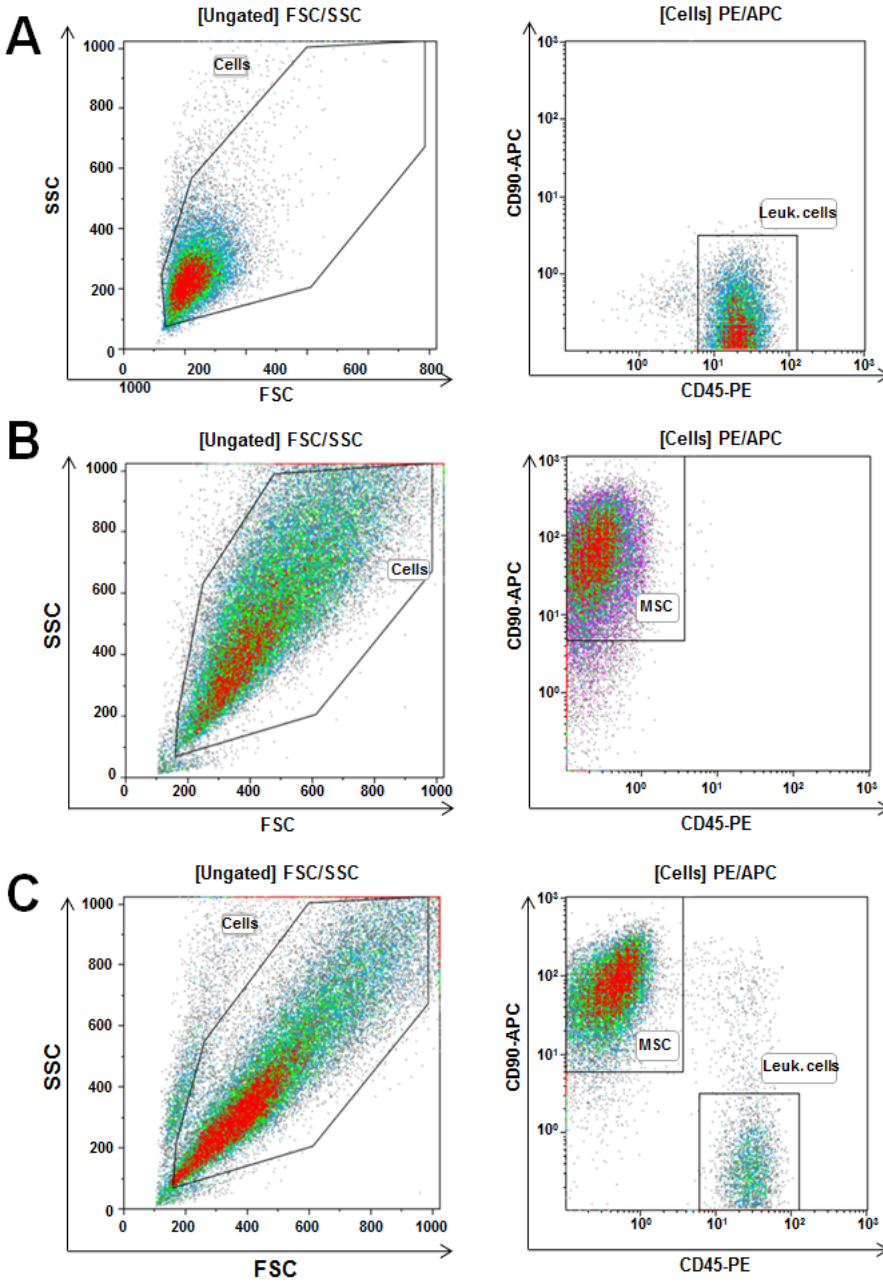 A
[Ungated] FSC/SSC
1000
800
600
400
200
0
SSC
Cells
0 200 400 600 800
1000
FSC
[Cells] PE/APC
10³
10²
10¹
10⁰
CD90-APC
Leuk. cells
10⁰ 10¹ 10² 10³
CD45-PE
B
[Ungated] FSC/SSC
1000
800
600
400
200
0
SSC
Cells
0 200 400 600 800 1000
FSC
[Cells] PE/APC
10³
10²
10¹
10⁰
CD90-APC
MSC
10⁰ 10¹ 10² 10³
CD45-PE
C
[Ungated] FSC/SSC
1000
800
600
400
200
0
SSC
Cells
0 200 400 600 800 1000
FSC
[Cells] PE/APC
10³
10²
10¹
10⁰
CD90-APC
MSC
Leuk. cells
10⁰ 10¹ 10² 10³
CD45-PE